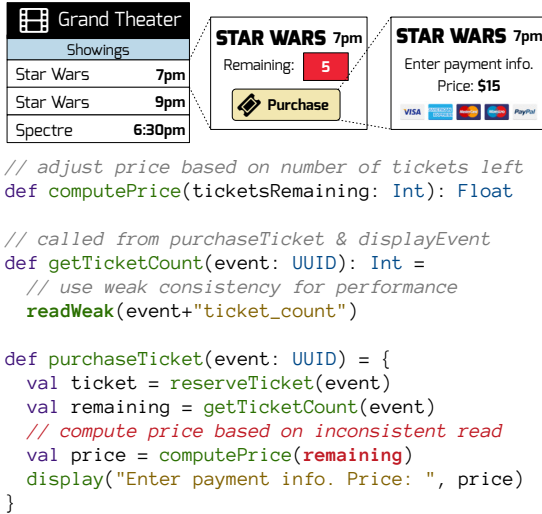 Grand Theater
Showings
Star Wars 7pm
Star Wars 9pm
Spectre 6:30pm
STAR WARS 7pm
Remaining: 5
Purchase
STAR WARS 7pm
Enter payment info.
Price: $15
VISA AMERICAN EXPRESS MasterCard Maestro PayPal
// adjust price based on number of tickets left
def computePrice(ticketsRemaining: Int): Float
// called from purchaseTicket & displayEvent
def getTicketCount(event: UUID): Int =
// use weak consistency for performance
readWeak(event+"ticket_count")
def purchaseTicket(event: UUID) = {
val ticket = reserveTicket(event)
val remaining = getTicketCount(event)
// compute price based on inconsistent read
val price = computePrice(remaining)
display("Enter payment info. Price: ", price)
}